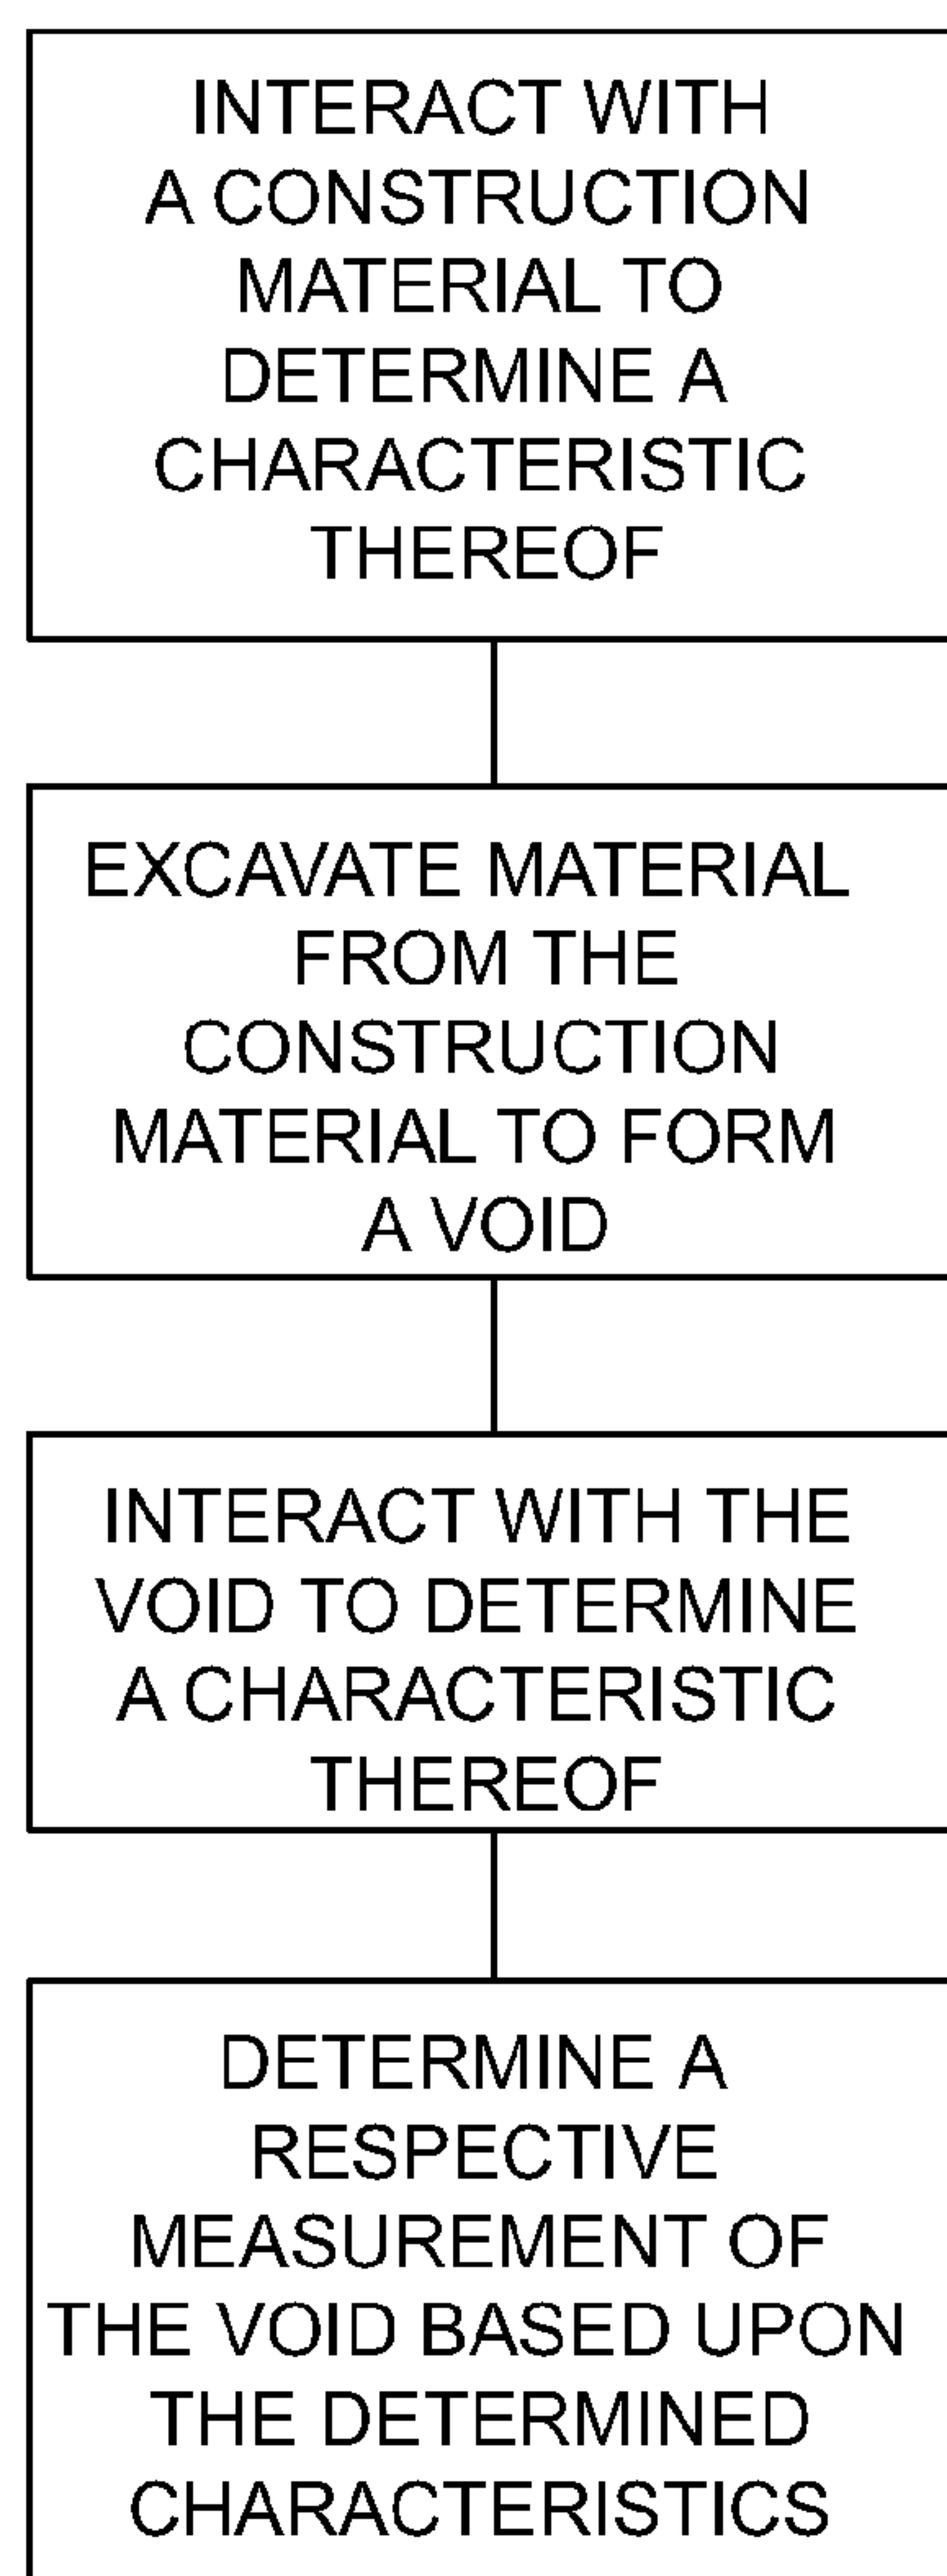 INTERACT WITH
A CONSTRUCTION
MATERIAL TO
DETERMINE A
CHARACTERISTIC
THEREOF
EXCAVATE MATERIAL
FROM THE
CONSTRUCTION
MATERIAL TO FORM
A VOID
INTERACT WITH THE
VOID TO DETERMINE
A CHARACTERISTIC
THEREOF
DETERMINE A
RESPECTIVE
MEASUREMENT OF
THE VOID BASED UPON
THE DETERMINED
CHARACTERISTICS